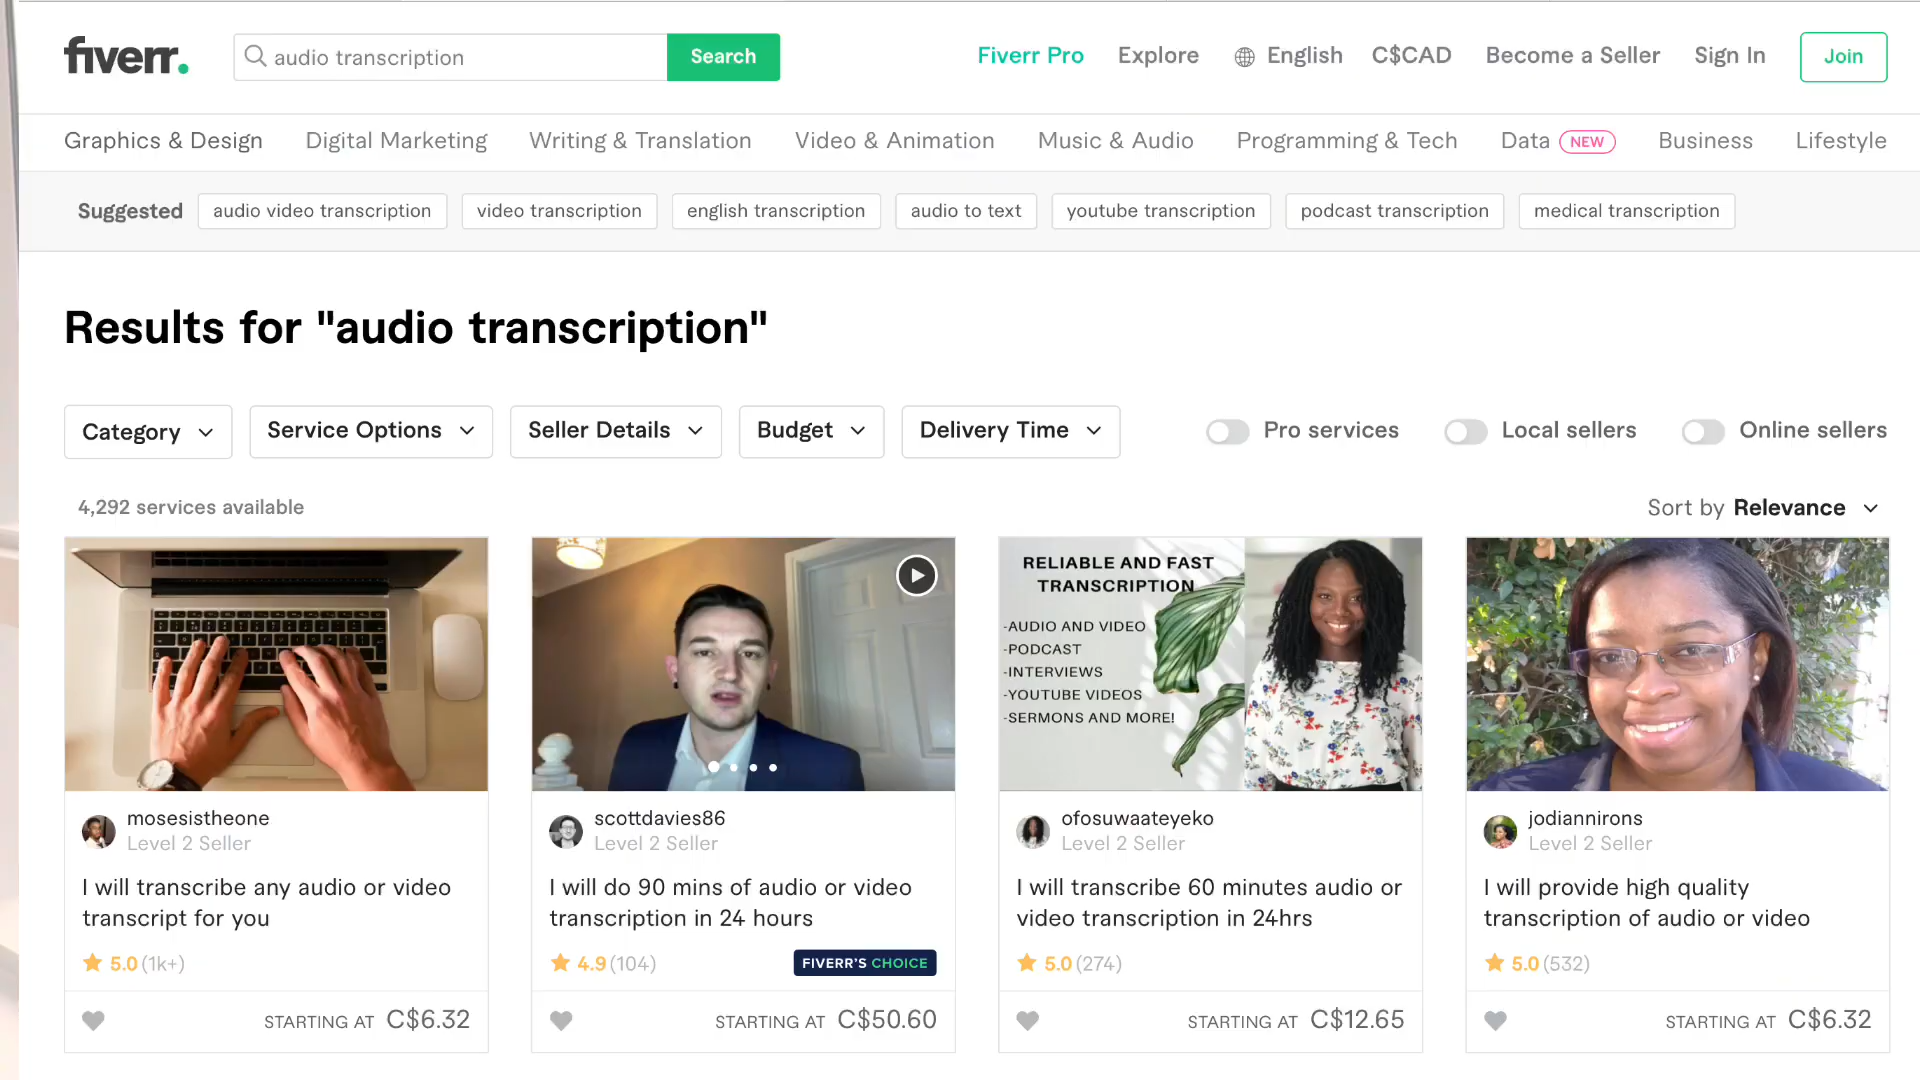 fiverr.
audio transcription
Search
Fiverr Pro
Explore
English
C$CAD
Become a Seller
Sign In
Join
Graphics & Design
Digital Marketing
Writing & Translation
Video & Animation
Music & Audio
Programming & Tech
Data NEW
Business
Lifestyle
Suggested
audio video transcription
video transcription
english transcription
audio to text
youtube transcription
podcast transcription
medical transcription
Results for "audio transcription"
Category
Service Options
Seller Details
Budget
Delivery Time
Pro services
Local sellers
Online sellers
4,292 services available
Sort by Relevance
mosesistheone
Level 2 Seller
I will transcribe any audio or video
transcript for you
5.0 (1k+)
STARTING AT C$6.32
scottdavies86
Level 2 Seller
I will do 90 mins of audio or video
transcription in 24 hours
4.9 (104)
FIVERR'S CHOICE
STARTING AT C$50.60
RELIABLE AND FAST
TRANSCRIPTION
-AUDIO AND VIDEO
-PODCAST
-INTERVIEWS
-YOUTUBE VIDEOS
-SERMONS AND MORE!
ofosuwaateyeko
Level 2 Seller
I will transcribe 60 minutes audio or
video transcription in 24hrs
5.0 (274)
STARTING AT C$12.65
jodiannirons
Level 2 Seller
I will provide high quality
transcription of audio or video
5.0 (532)
STARTING AT C$6.32